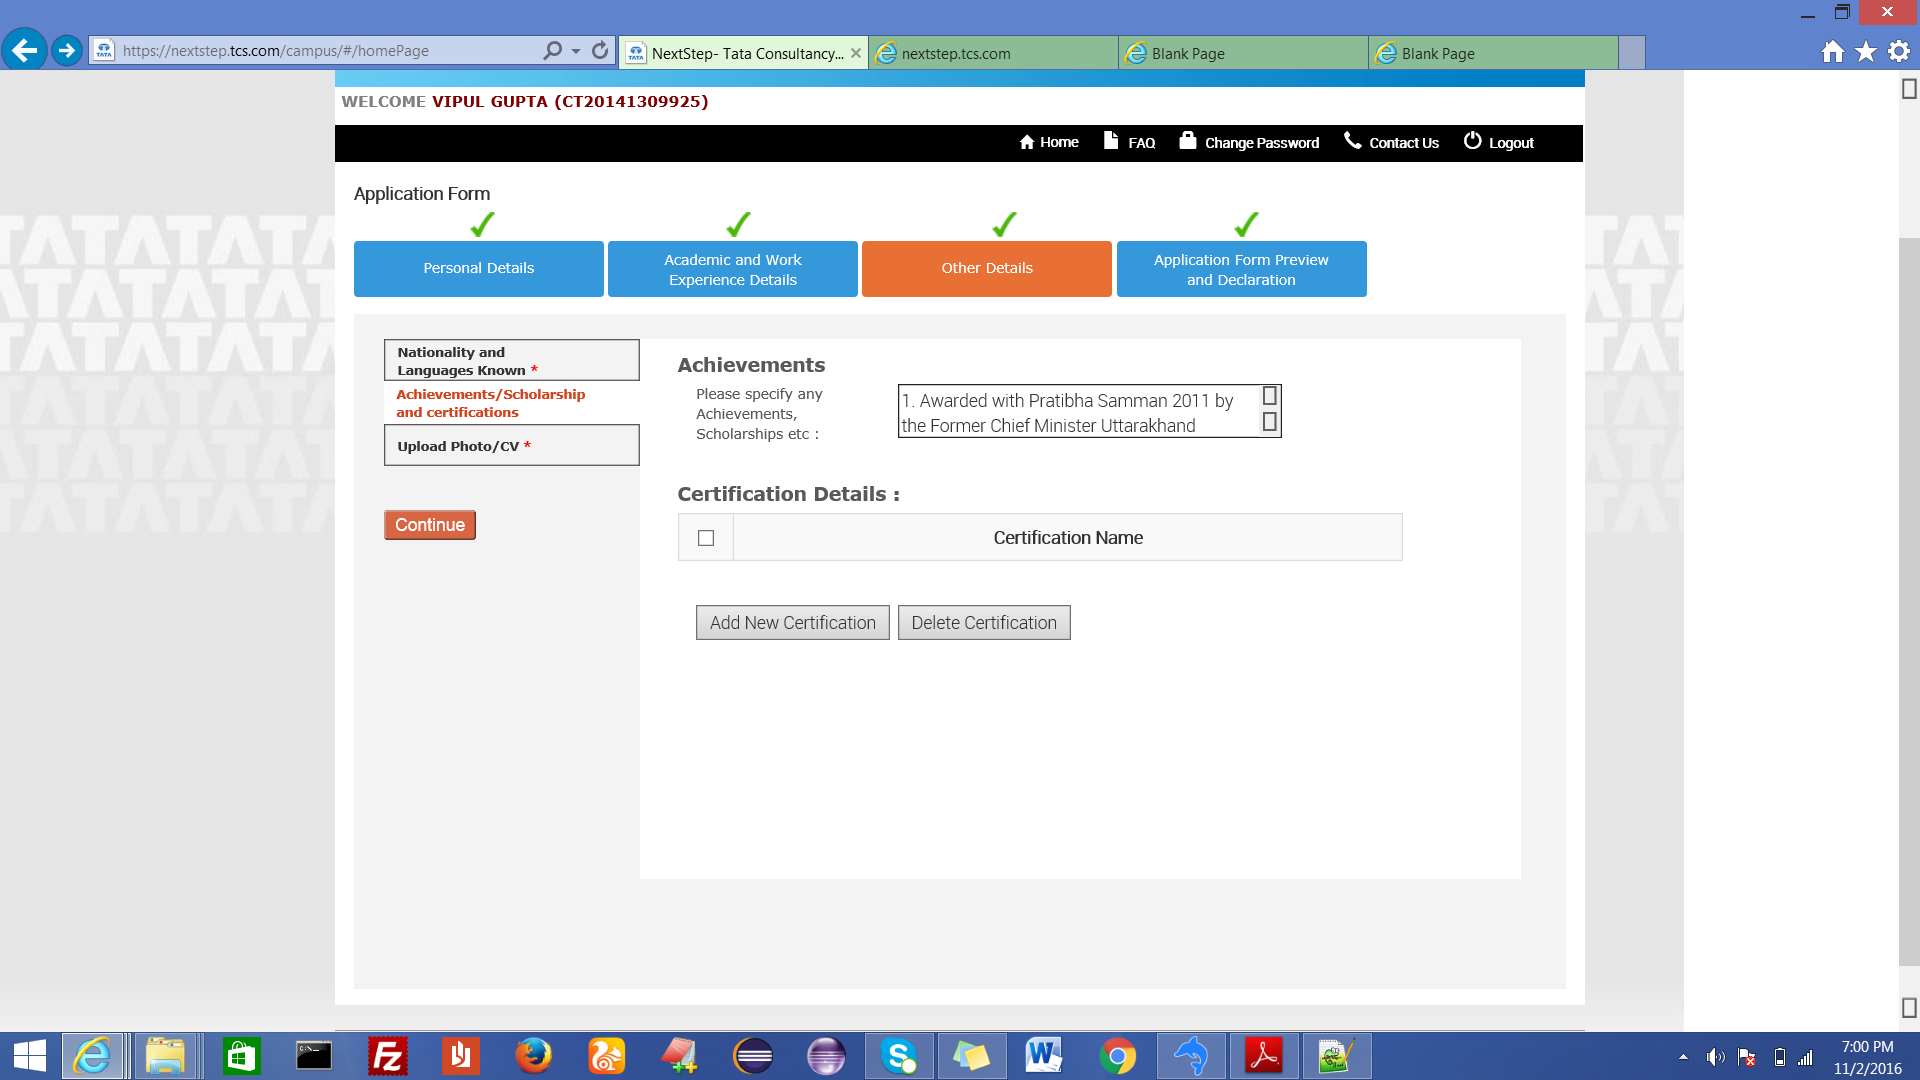 https://nextstep.tcs.com/campus/#/homePage
NextStep- Tata Consultancy...
nextstep.tcs.com
Blank Page
Blank Page
WELCOME VIPUL GUPTA (CT20141309925)
Home
FAQ
Change Password
Contact Us
Logout
Application Form
Personal Details
Academic and Work
Experience Details
Other Details
Application Form Preview
and Declaration
Nationality and
Languages Known *
Achievements/Scholarship
and certifications
Upload Photo/CV *
Continue
Achievements
Please specify any
Achievements,
Scholarships etc :
1. Awarded with Pratibha Samman 2011 by
the Former Chief Minister Uttarakhand
Certification Details :
Certification Name
Add New Certification
Delete Certification
7:00 PM
11/2/2016